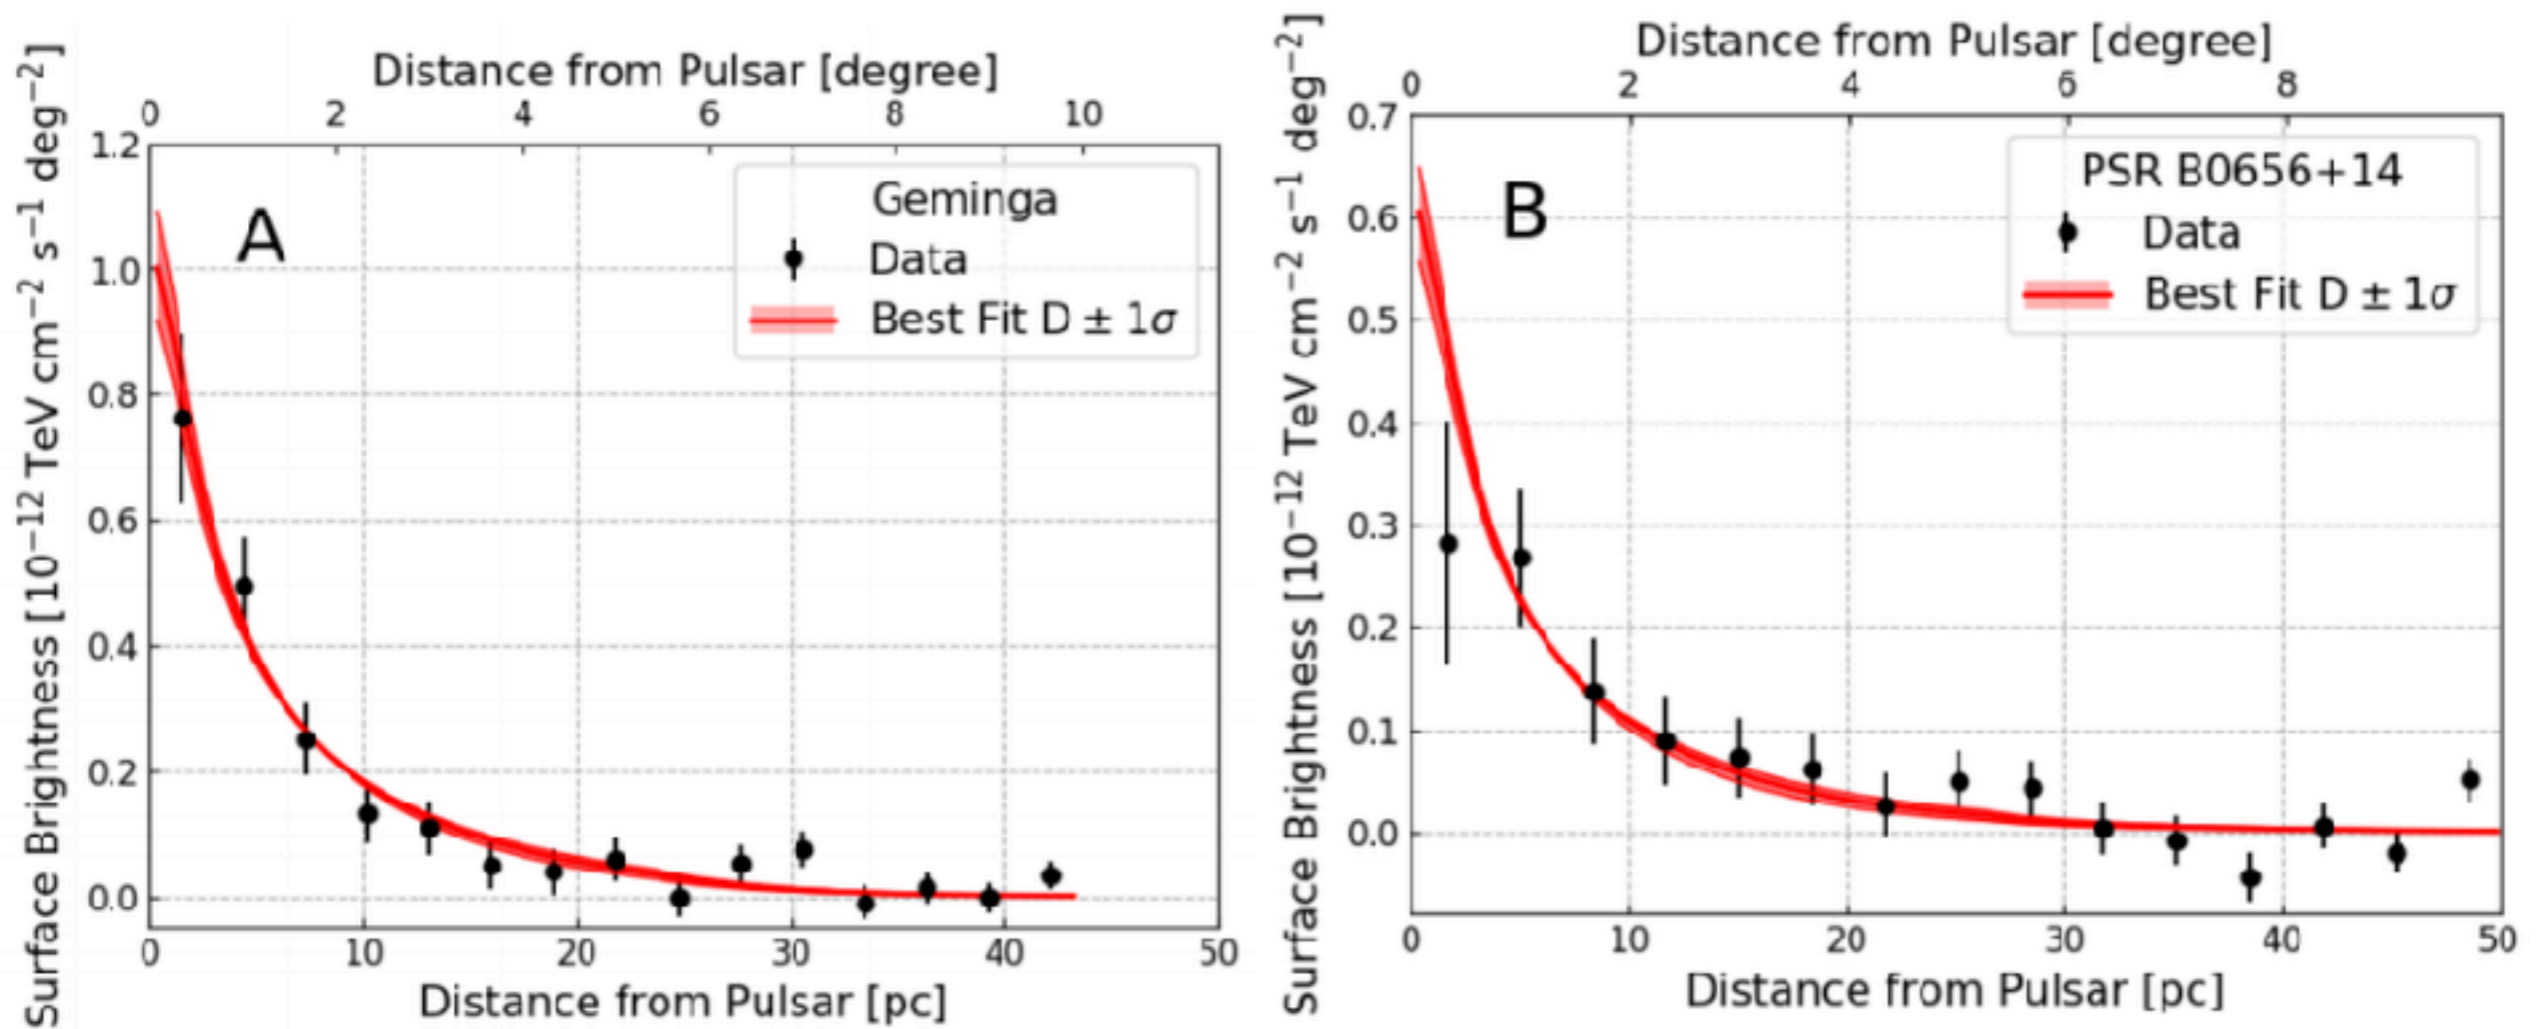 Distance from Pulsar [degree]
0 2 4 6 8 10
Surface Brightness [10⁻¹² TeV cm⁻² s⁻¹ deg⁻²]
1.2
1.0
0.8
0.6
0.4
0.2
0.0
A
Geminga
Data
Best Fit D ± 1σ
0 10 20 30 40 50
Distance from Pulsar [pc]
Distance from Pulsar [degree]
0 2 4 6 8
Surface Brightness [10⁻¹² TeV cm⁻² s⁻¹ deg⁻²]
0.7
0.6
0.5
0.4
0.3
0.2
0.1
0.0
B
PSR B0656+14
Data
Best Fit D ± 1σ
0 10 20 30 40 50
Distance from Pulsar [pc]